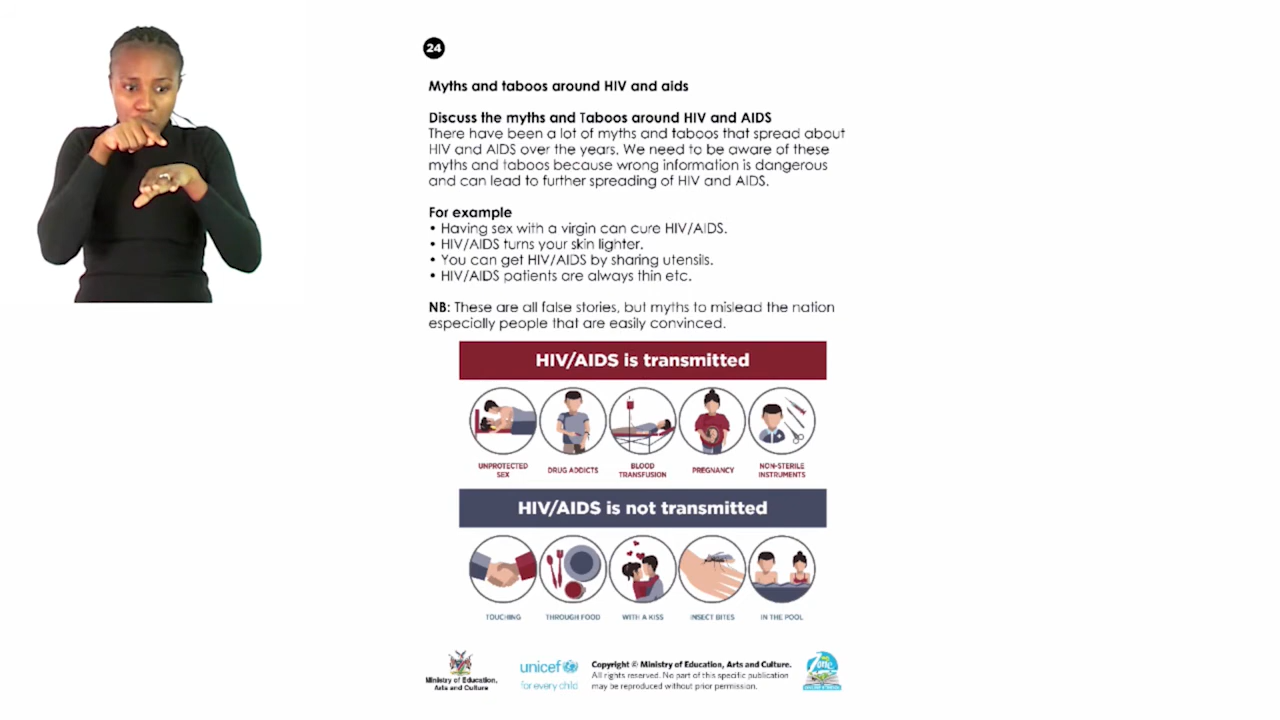 24
Myths and taboos around HIV and aids
Discuss the myths and Taboos around HIV and AIDS
There have been a lot of myths and taboos that spread about
HIV and AIDS over the years. We need to be aware of these
myths and taboos because wrong information is dangerous
and can lead to further spreading of HIV and AIDS.
For example
• Having sex with a virgin can cure HIV/AIDS.
• HIV/AIDS turns your skin lighter.
• You can get HIV/AIDS by sharing utensils.
• HIV/AIDS patients are always thin etc.
NB: These are all false stories, but myths to mislead the nation
especially people that are easily convinced.
HIV/AIDS is transmitted
UNPROTECTED
SEX
DRUG ADDICTS
BLOOD
TRANSFUSION
PREGNANCY
NON-STERILE
INSTRUMENTS
HIV/AIDS is not transmitted
TOUCHING
THROUGH FOOD
WITH A KISS
INSECT BITES
IN THE POOL
Ministry of Education,
Arts and Culture
unicef
for every child
Copyright © Ministry of Education, Arts and Culture.
All rights reserved. No part of this specific publication
may be reproduced without prior permission.
Zone